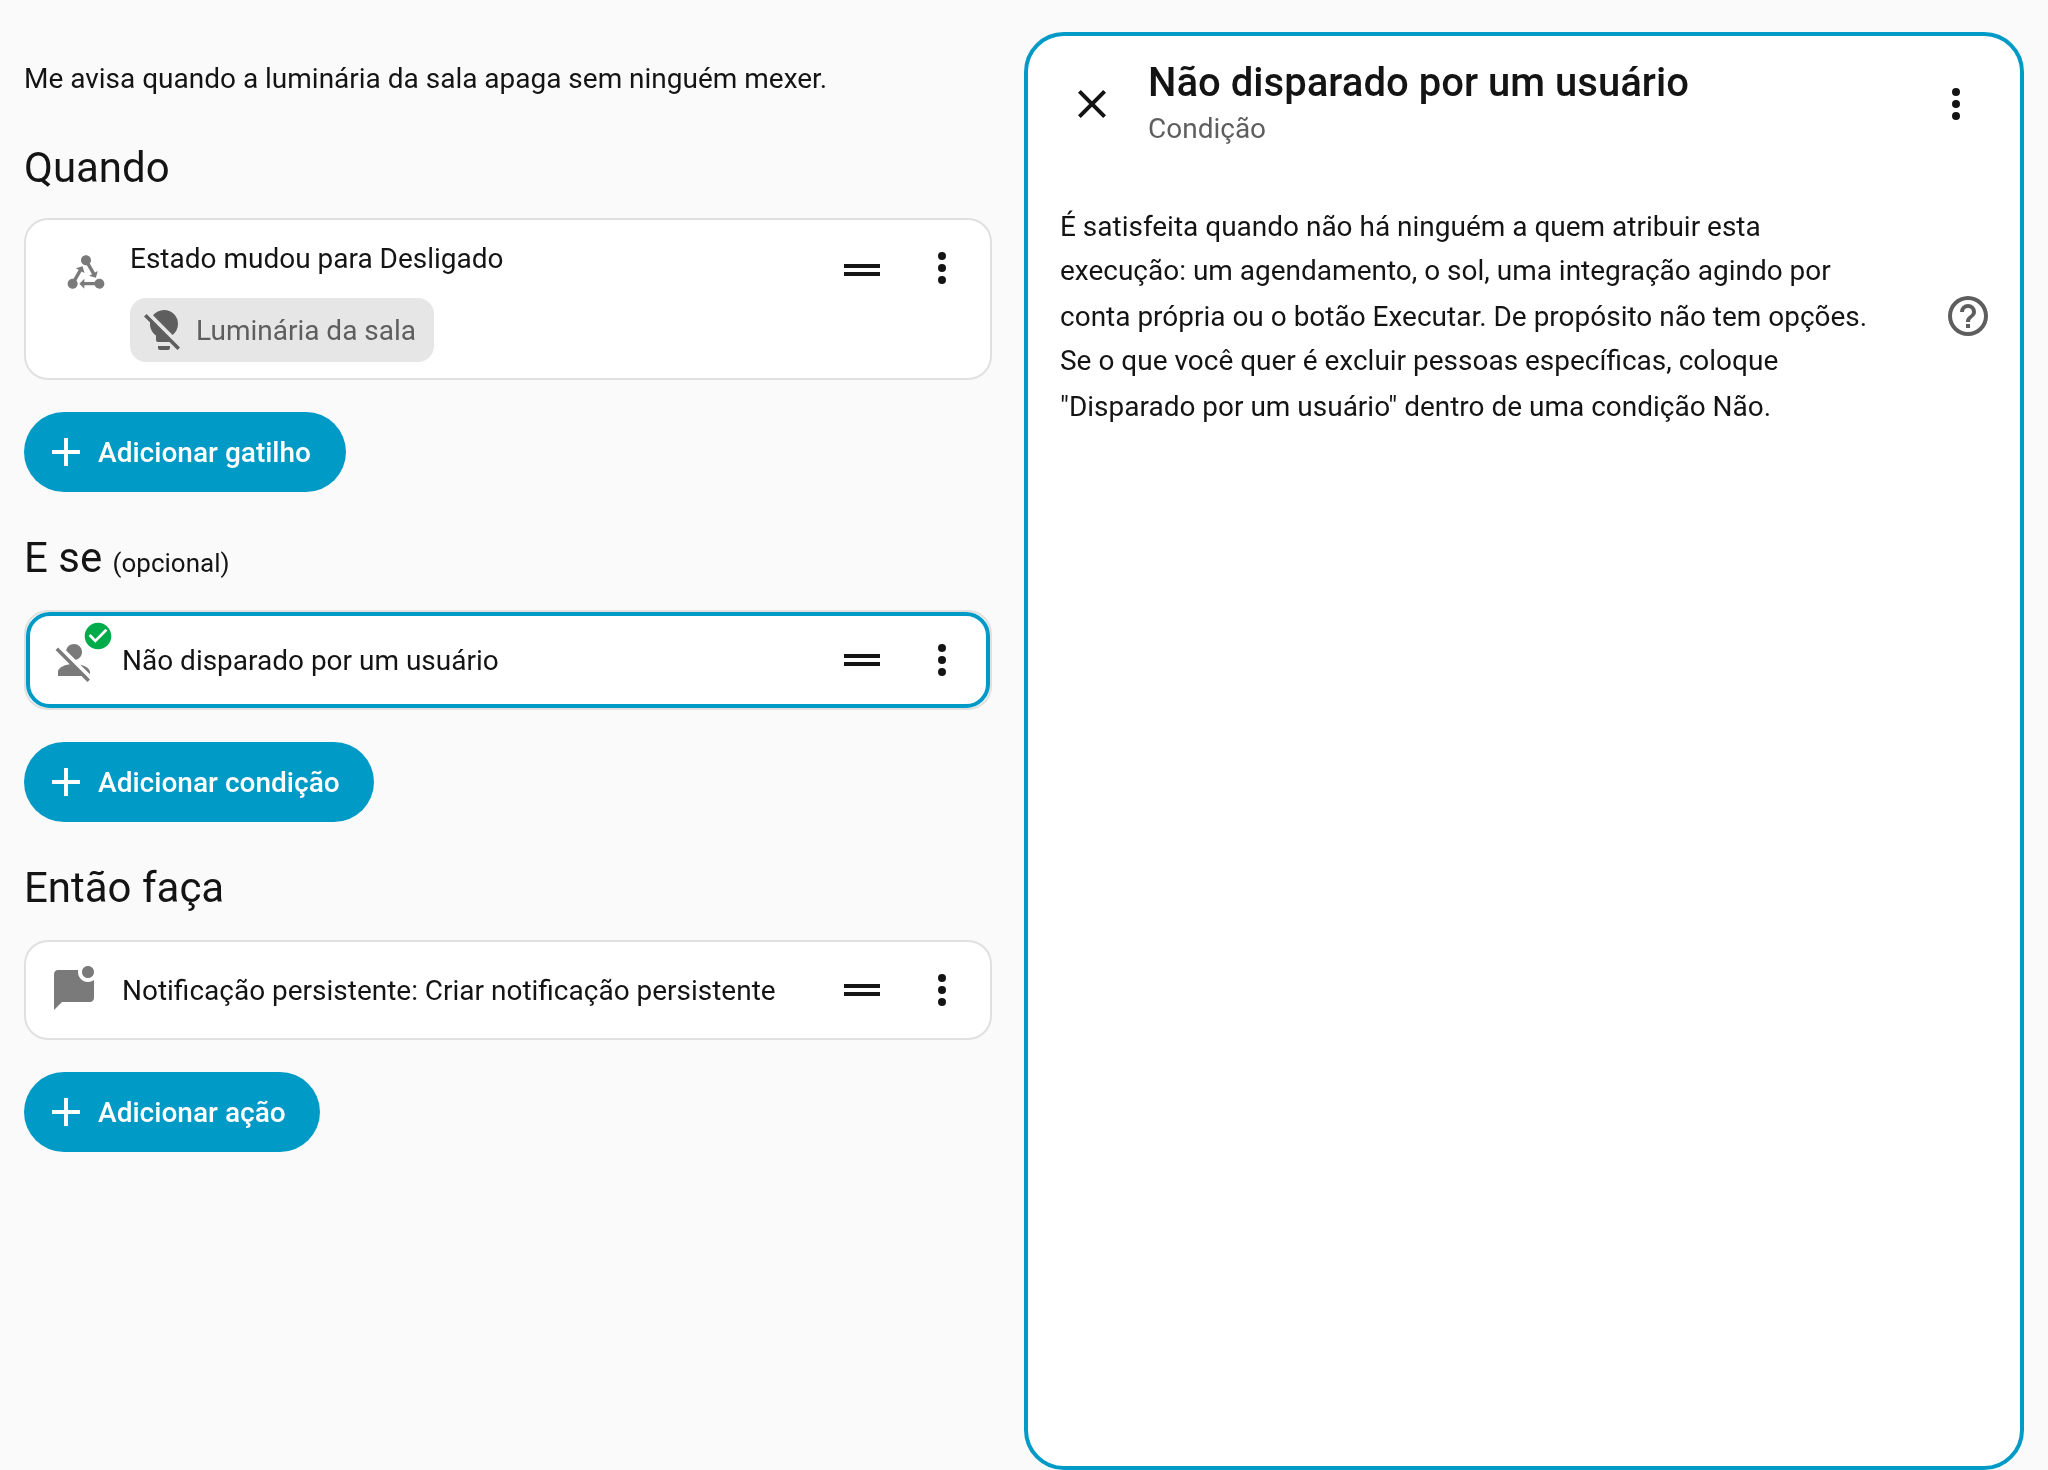 Me avisa quando a luminária da sala apaga sem ninguém mexer.
Quando
Estado mudou para Desligado
Luminária da sala
Adicionar gatilho
E se (opcional)
Não disparado por um usuário
Adicionar condição
Então faça
Notificação persistente: Criar notificação persistente
Adicionar ação
Não disparado por um usuário
Condição
É satisfeita quando não há ninguém a quem atribuir esta
execução: um agendamento, o sol, uma integração agindo por
conta própria ou o botão Executar. De propósito não tem opções.
Se o que você quer é excluir pessoas específicas, coloque
"Disparado por um usuário" dentro de uma condição Não.